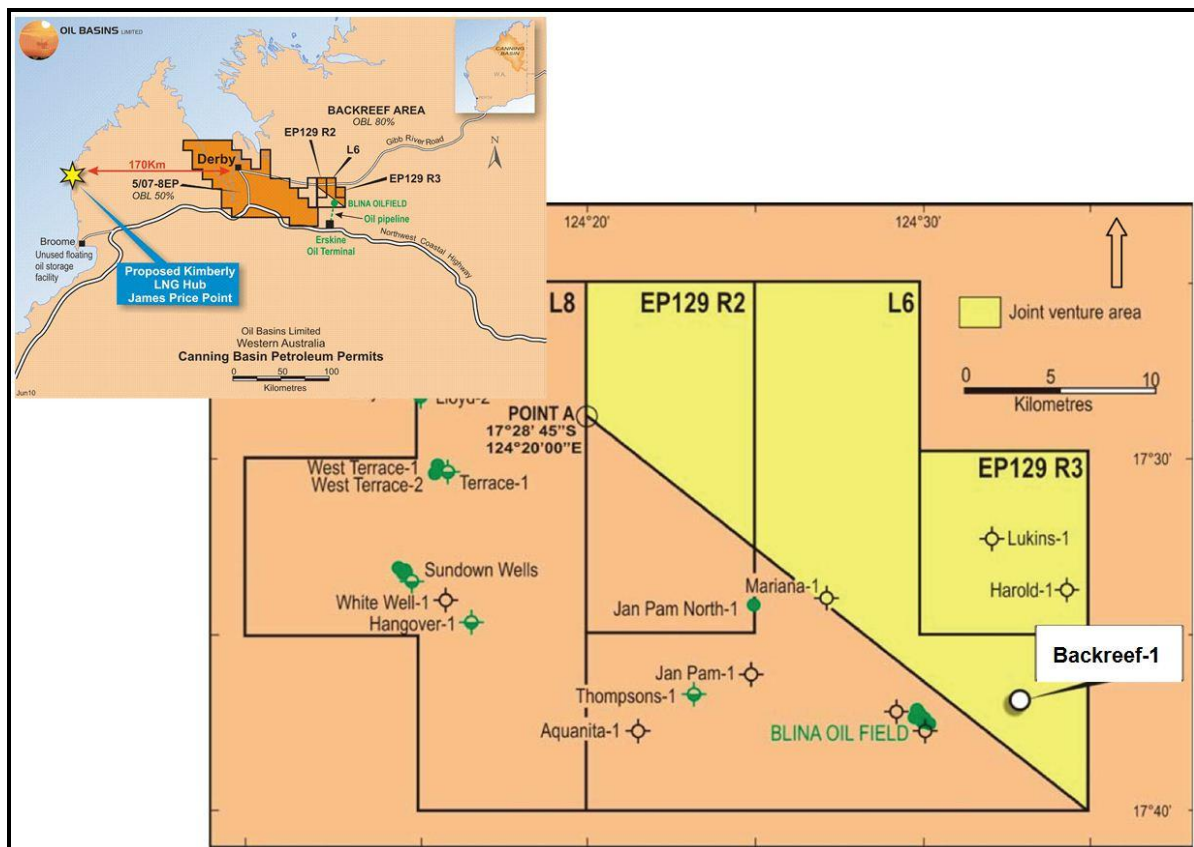 OIL BASINS LIMITED
CANNING BASIN
W.A.
BACKREEF AREA
OBL 80%
EP129 R2
L6
Gibb River Road
N
170Km
Derby
EP129 R3
5/07-8EP
OBL 50%
BLINA OILFIELD
Oil pipeline
Erskine
Oil Terminal
Northwest Coastal Highway
Broome
Unused floating
oil storage
facility
Proposed Kimberly
LNG Hub
James Price Point
Oil Basins Limited
Western Australia
Canning Basin Petroleum Permits
0 50 100
Kilometres
Jun10
124°20'
124°30'
L8
EP129 R2
L6
Joint venture area
0 5 10
Kilometres
Lloyd-2
POINT A
17°28' 45"S
124°20'00"E
17°30'
West Terrace-1
West Terrace-2
Terrace-1
EP129 R3
Lukins-1
Sundown Wells
Harold-1
White Well-1
Mariana-1
Jan Pam North-1
Hangover-1
Backreef-1
Jan Pam-1
Thompsons-1
Aquanita-1
BLINA OIL FIELD
17°40'